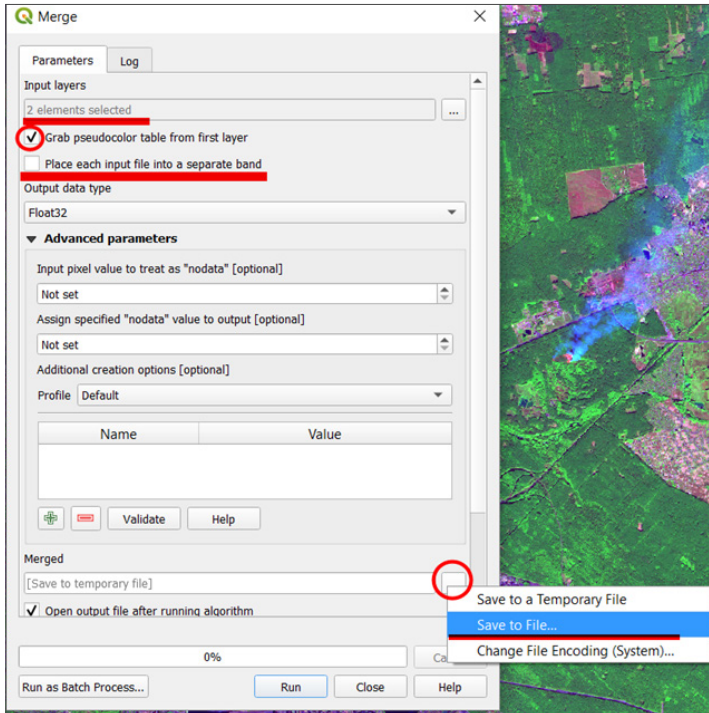 Merge
Parameters
Log
Input layers
2 elements selected
...
Grab pseudocolor table from first layer
Place each input file into a separate band
Output data type
Float32
Advanced parameters
Input pixel value to treat as "nodata" [optional]
Not set
Assign specified "nodata" value to output [optional]
Not set
Additional creation options [optional]
Profile Default
Name Value
Validate Help
Merged
[Save to temporary file]
Save to a Temporary File
Open output file after running algorithm
Save to File...
Change File Encoding (System)...
0%
Run as Batch Process... Run Close Help